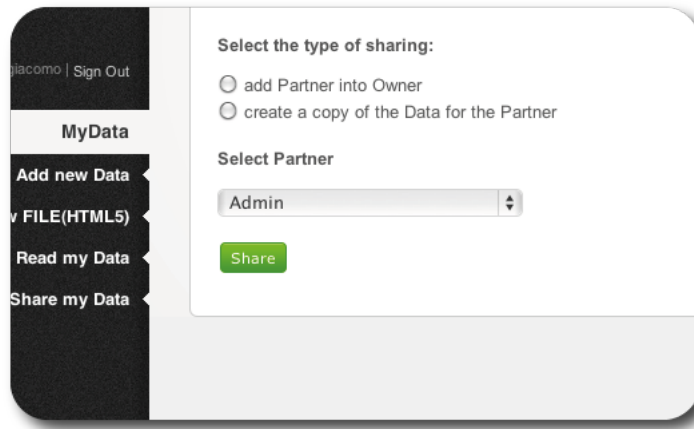 giacomo | Sign Out
MyData
Add new Data
FILE(HTML5)
Read my Data
Share my Data
Select the type of sharing:
add Partner into Owner
create a copy of the Data for the Partner
Select Partner
Admin
Share